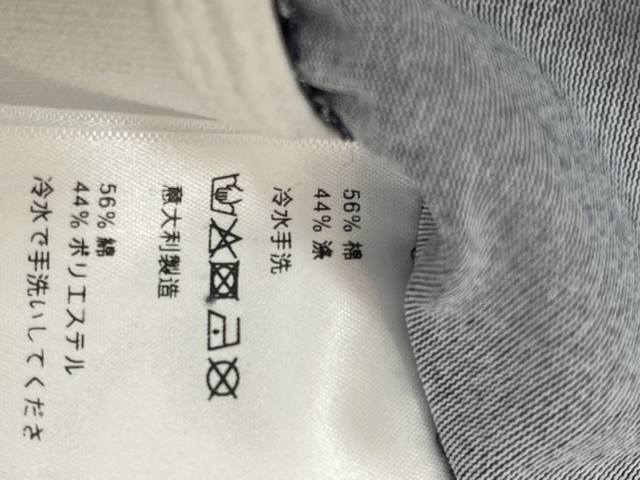 56% 棉
44% 涤
冷水手洗
意大利製造
56% 綿
44% ポリエステル
冷水で手洗いしてくださ